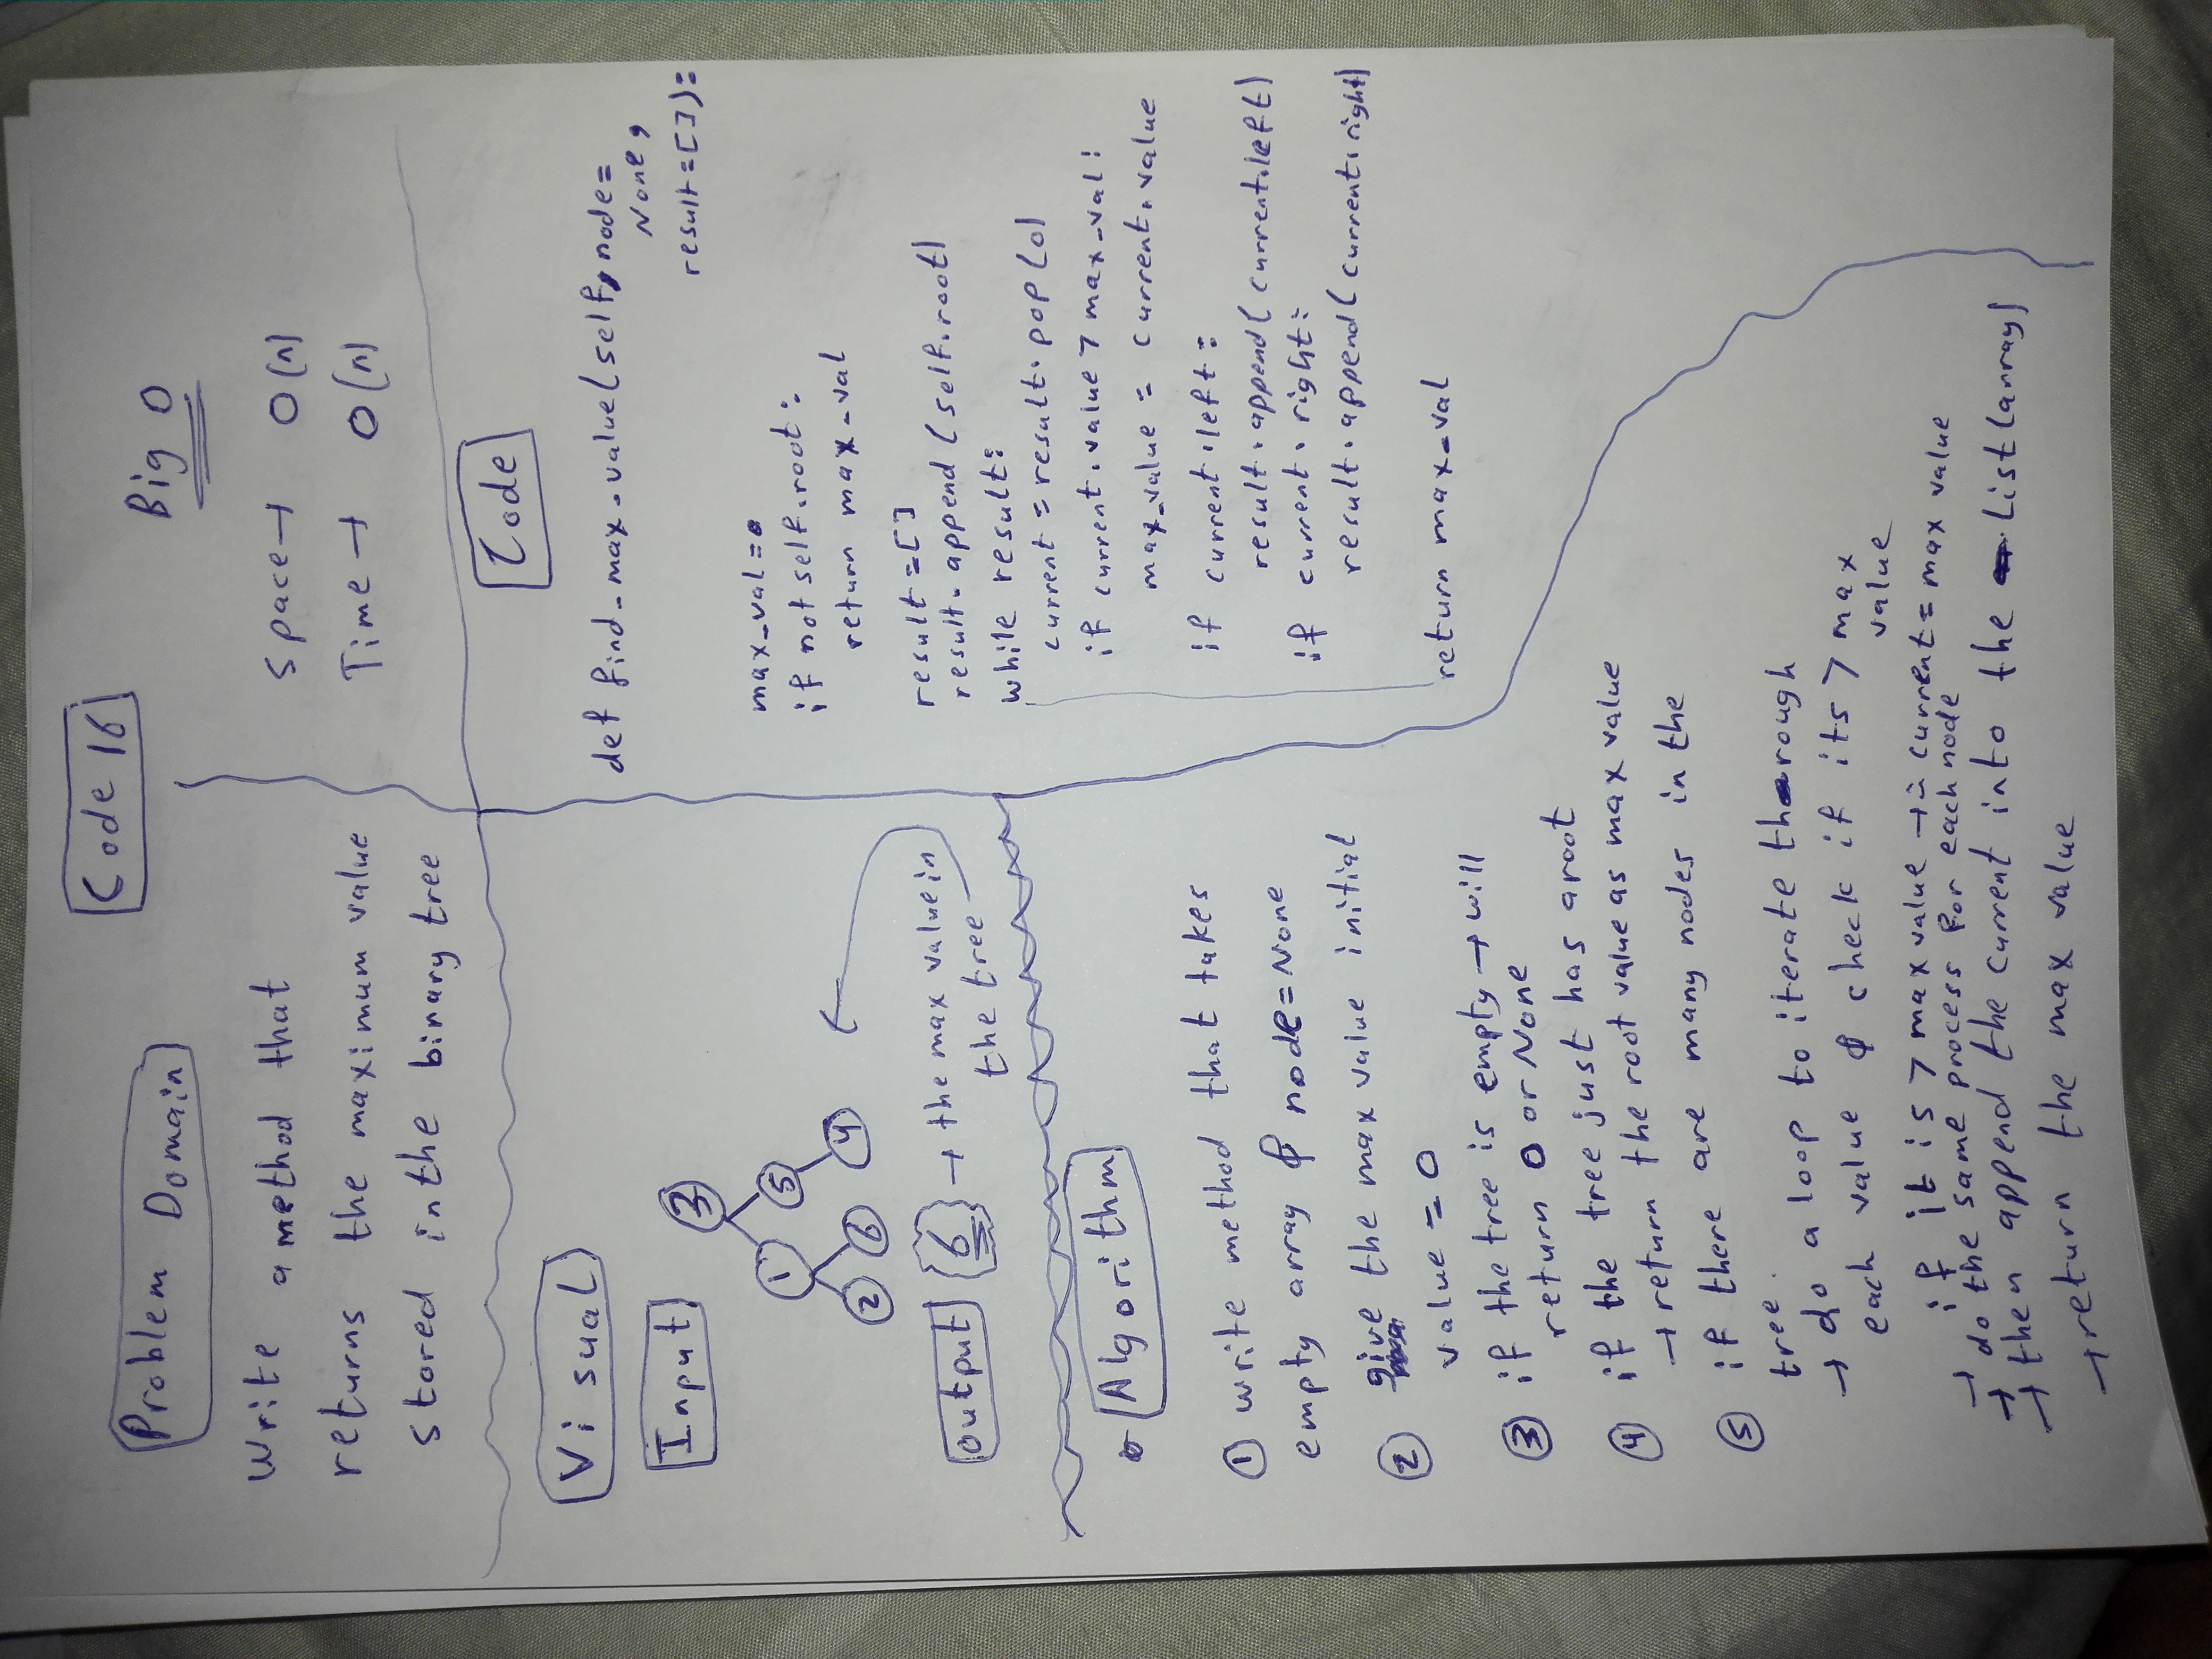 Code 16
Problem Domain
Write a method that
returns the maximum value
stored in the binary tree
Big O
Space → O(n)
Time → O(n)
Visual
Input
3
1 5
2 6 4
output {6} → the max value in
the tree
Algorithm
① write method that takes
empty array & node=None
② give the max value initial
value = 0
③ if the tree is empty → will
return 0 or None
④ if the tree just has a root
→ return the root value as max value
⑤ if there are many nodes in the
tree.
→ do a loop to iterate through
each value & check if its > max
value
if it is > max value → current = max value
→ do the same process for each node
→ then append the current into the List (array)
→ return the max value
Code
def find_max_value(self, node=
None,
result=[]):
max_val=0
if not self.root:
return max_val
result=[]
result.append(self.root)
while result:
current = result.pop(0)
if current.value > max_val:
max_value = current.value
if current.left:
result.append(current.left)
if current.right:
result.append(current.right)
return max_val